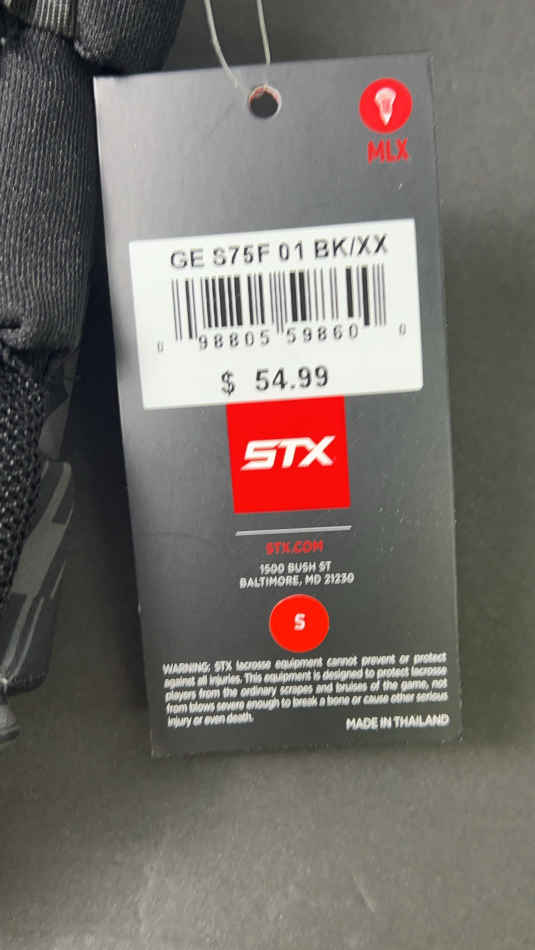 MLX
GE S75F 01 BK/XX
0 98805 59860 0
$ 54.99
STX
STX.COM
1500 BUSH ST
BALTIMORE, MD 21230
S
WARNING: STX lacrosse equipment cannot prevent or protect
against all injuries. This equipment is designed to protect lacrosse
players from the ordinary scrapes and bruises of the game, not
from blows severe enough to break a bone or cause other serious
injury or even death.
MADE IN THAILAND